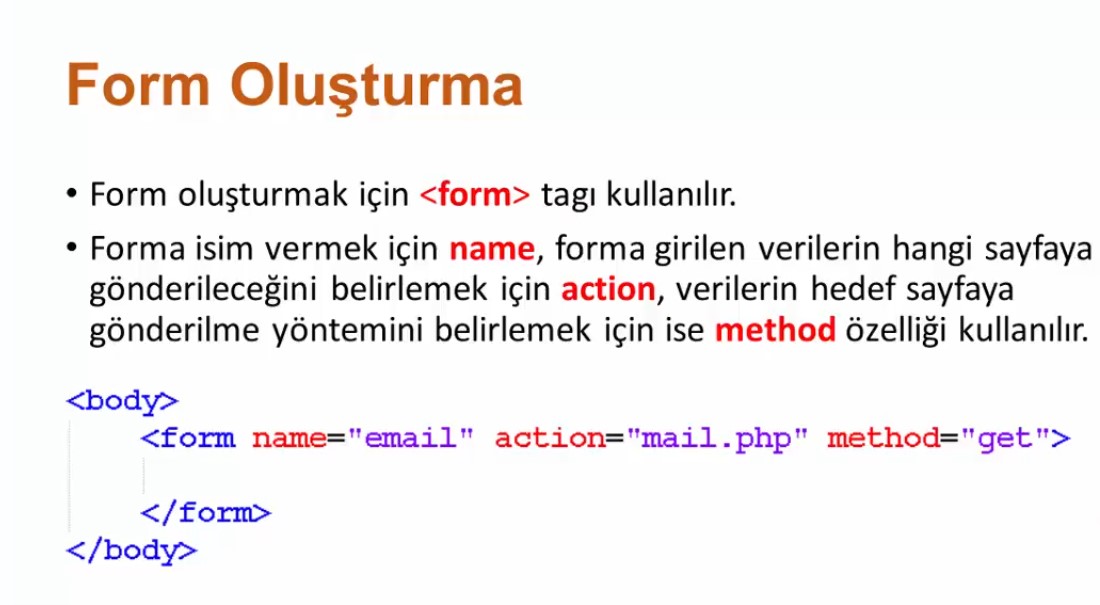 Form Oluşturma
• Form oluşturmak için <form> tagı kullanılır.
• Forma isim vermek için name, forma girilen verilerin hangi sayfaya
gönderileceğini belirlemek için action, verilerin hedef sayfaya
gönderilme yöntemini belirlemek için ise method özelliği kullanılır.
<body>
<form name="email" action="mail.php" method="get">
</form>
</body>